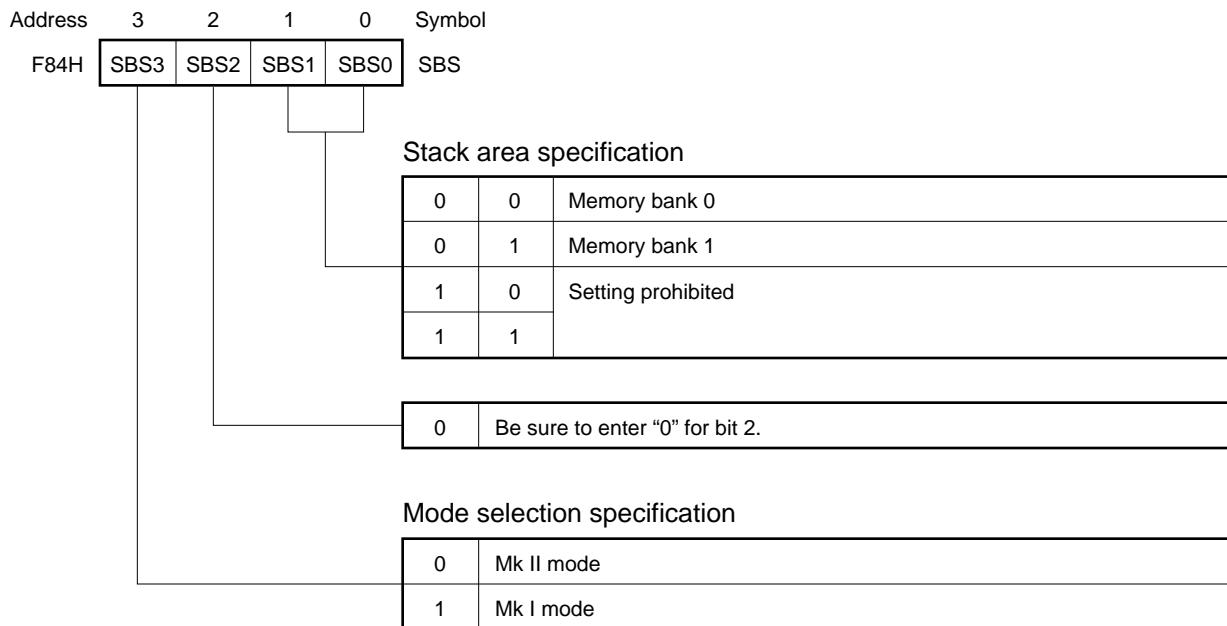 Address 3 2 1 0 Symbol
F84H SBS3 SBS2 SBS1 SBS0 SBS
Stack area specification
0 0 Memory bank 0
0 1 Memory bank 1
1 0 Setting prohibited
1 1
0 Be sure to enter “0” for bit 2.
Mode selection specification
0 Mk II mode
1 Mk I mode